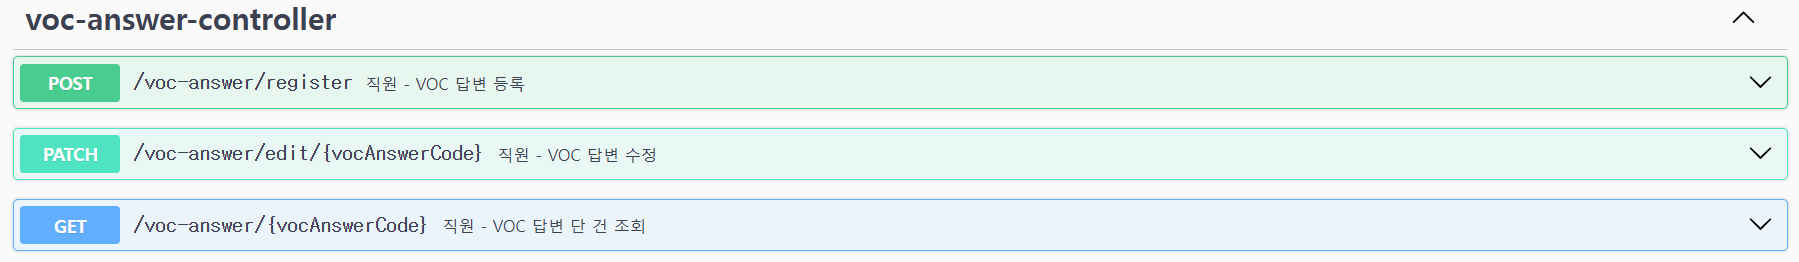 voc-answer-controller
POST /voc-answer/register 직원 - VOC 답변 등록
PATCH /voc-answer/edit/{vocAnswerCode} 직원 - VOC 답변 수정
GET /voc-answer/{vocAnswerCode} 직원 - VOC 답변 단 건 조회